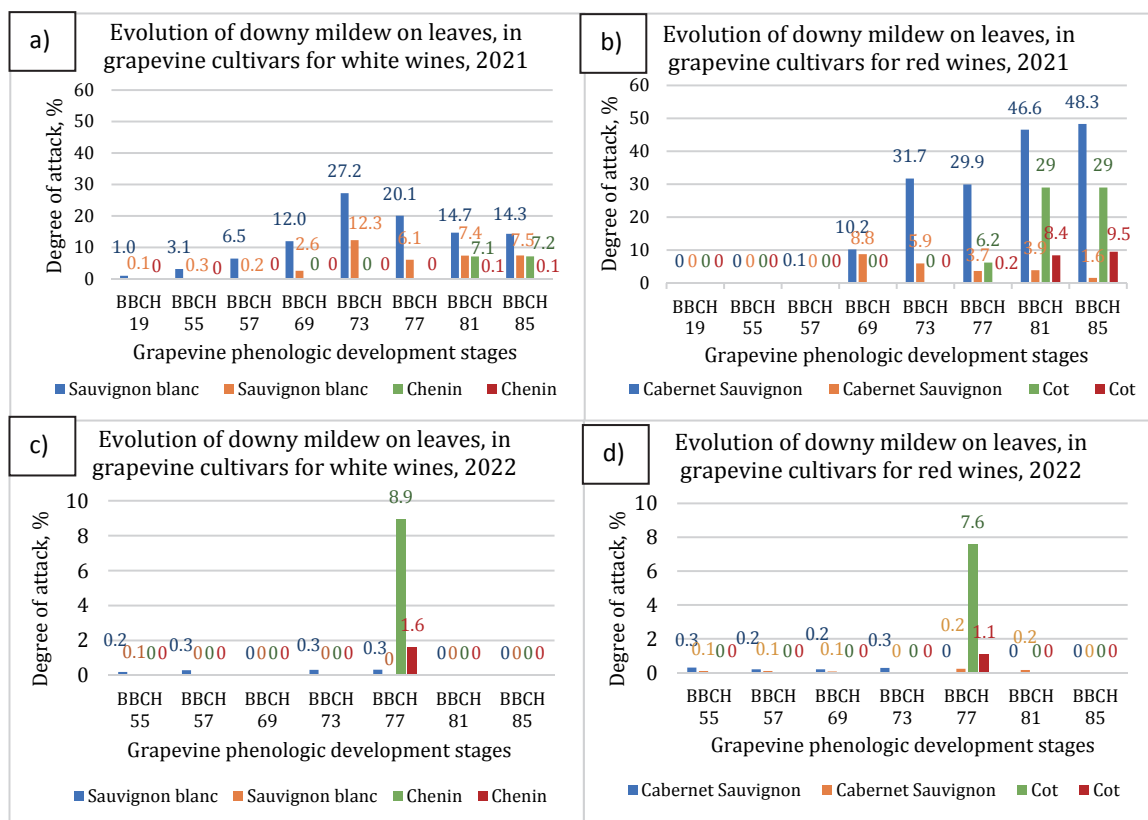 a)
Evolution of downy mildew on leaves, in
grapevine cultivars for white wines, 2021
Degree of attack, %
60
50
40
30
20
10
0
1.0 0.1 0
3.1 0.3 0
6.5 0.2 0
12.0 2.6 0 0
27.2 12.3 0 0
20.1 6.1 0
14.7 7.4 7.1 0.1
14.3 7.5 7.2 0.1
BBCH BBCH BBCH BBCH BBCH BBCH BBCH BBCH
19 55 57 69 73 77 81 85
Grapevine phenologic development stages
Sauvignon blanc Sauvignon blanc Chenin Chenin
b)
Evolution of downy mildew on leaves, in
grapevine cultivars for red wines, 2021
Degree of attack, %
60
50
40
30
20
10
0
0 0 0 0
0 0 0 0
0.1 0 0 0
10.2 8.8 0 0
31.7 5.9 0 0
29.9 3.7 6.2 0.2
46.6 3.9 29 8.4
48.3 1.6 29 9.5
BBCH BBCH BBCH BBCH BBCH BBCH BBCH BBCH
19 55 57 69 73 77 81 85
Grapevine phenologic development stages
Cabernet Sauvignon Cabernet Sauvignon Cot Cot
c)
Evolution of downy mildew on leaves, in
grapevine cultivars for white wines, 2022
Degree of attack, %
10
8
6
4
2
0
0.2 0.1 0 0
0.3 0 0 0
0 0 0 0
0.3 0 0 0
0.3 0 8.9 1.6
0 0 0 0
0 0 0 0
BBCH BBCH BBCH BBCH BBCH BBCH BBCH
55 57 69 73 77 81 85
Grapevine phenologic development stages
Sauvignon blanc Sauvignon blanc Chenin Chenin
d)
Evolution of downy mildew on leaves, in
grapevine cultivars for red wines, 2022
Degree of attack, %
10
8
6
4
2
0
0.3 0.1 0 0
0.2 0.1 0 0
0.2 0.1 0 0
0.3 0 0 0
0 0.2 7.6 1.1
0 0.2 0 0
0 0 0 0
BBCH BBCH BBCH BBCH BBCH BBCH BBCH
55 57 69 73 77 81 85
Grapevine phenologic development stages
Cabernet Sauvignon Cabernet Sauvignon Cot Cot